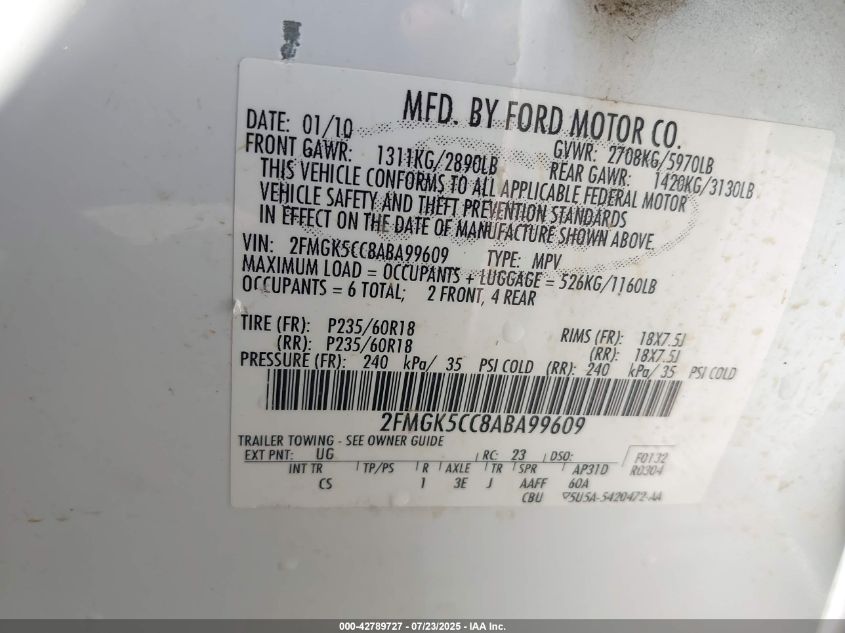 MFD. BY FORD MOTOR CO.
DATE: 01/10 GVWR: 2708KG/5970LB
FRONT GAWR: 1311KG/2890LB REAR GAWR: 1420KG/3130LB
THIS VEHICLE CONFORMS TO ALL APPLICABLE FEDERAL MOTOR
VEHICLE SAFETY AND THEFT PREVENTION STANDARDS
IN EFFECT ON THE DATE OF MANUFACTURE SHOWN ABOVE.
VIN: 2FMGK5CC8ABA99609 TYPE: MPV
MAXIMUM LOAD = OCCUPANTS + LUGGAGE = 526KG/1160LB
OCCUPANTS = 6 TOTAL; 2 FRONT, 4 REAR
TIRE (FR): P235/60R18 RIMS (FR): 18X7.5J
(RR): P235/60R18 (RR): 18X7.5J
PRESSURE (FR): 240 kPa/ 35 PSI COLD (RR): 240 kPa/ 35 PSI COLD
2FMGK5CC8ABA99609
TRAILER TOWING - SEE OWNER GUIDE
EXT PNT: UG RC: 23 DSO: F0132
INT TR TP/PS R AXLE TR SPR AP31D R0304
CS 1 3E J AAFF 60A
CBU 5U5A-5420472-AA
000-42789727 - 07/23/2025 - IAA Inc.